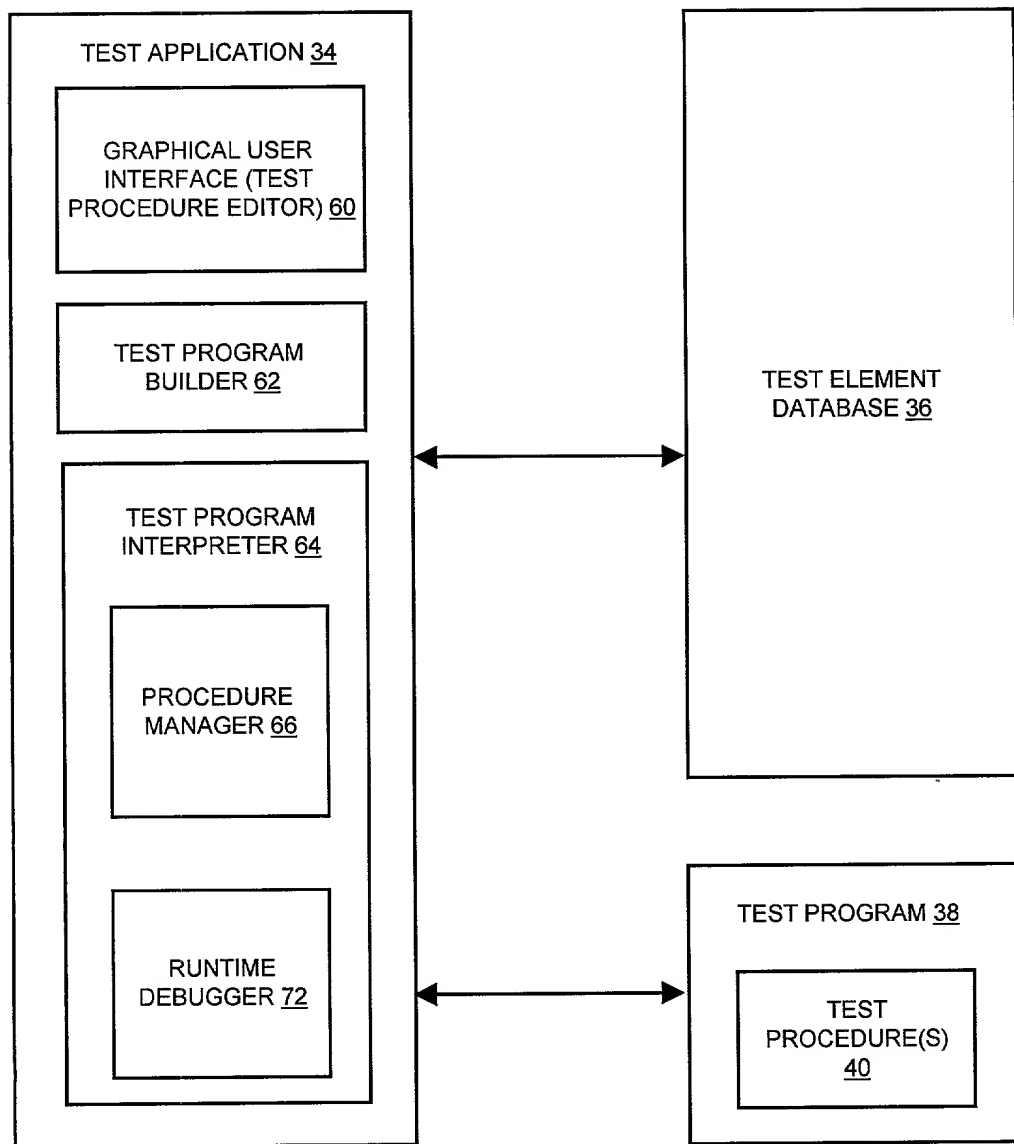 TEST APPLICATION 34
GRAPHICAL USER
INTERFACE (TEST
PROCEDURE EDITOR) 60
TEST PROGRAM
BUILDER 62
TEST PROGRAM
INTERPRETER 64
PROCEDURE
MANAGER 66
RUNTIME
DEBUGGER 72
TEST ELEMENT
DATABASE 36
TEST PROGRAM 38
TEST
PROCEDURE(S)
40